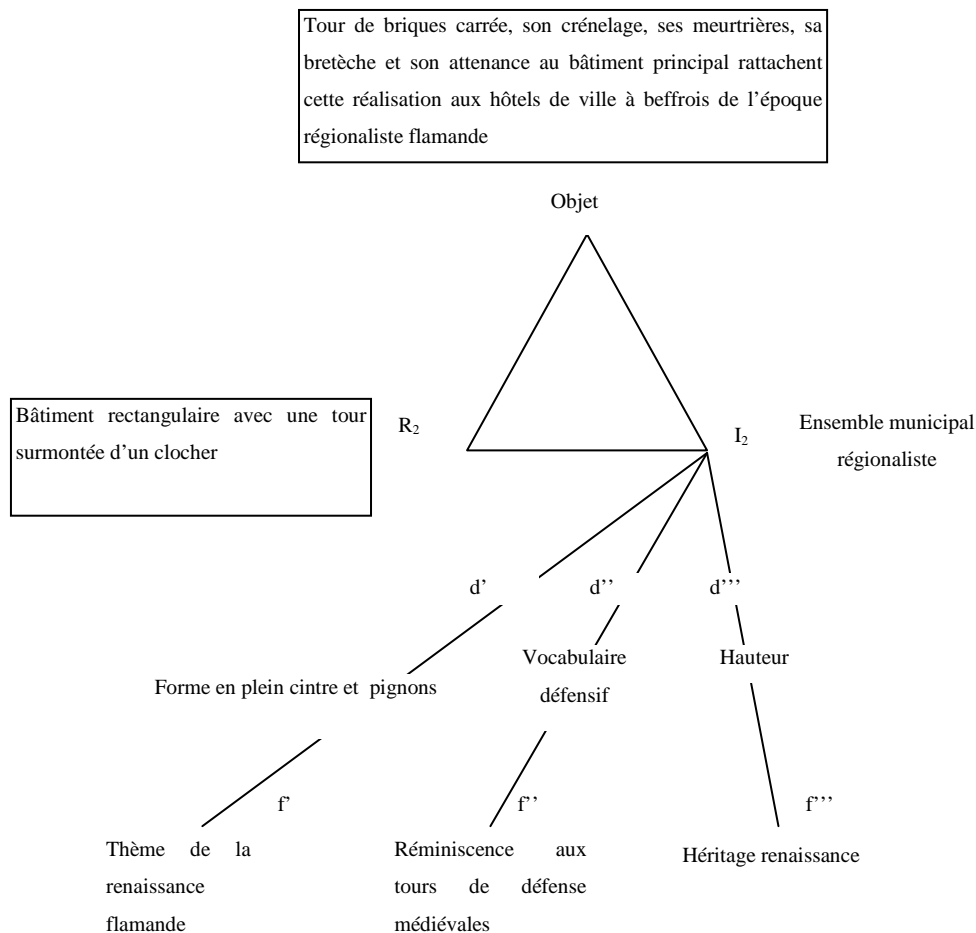 Tour de briques carrée, son crénelage, ses meurtrières, sa
bretèche et son attenance au bâtiment principal rattachent
cette réalisation aux hôtels de ville à beffrois de l’époque
régionaliste flamande
Objet
Bâtiment rectangulaire avec une tour
surmontée d’un clocher
R₂
I₂
Ensemble municipal
régionaliste
d’
d’’
d’’’
Forme en plein cintre et pignons
Vocabulaire
défensif
Hauteur
f’
f’’
f’’’
Thème de la
renaissance
flamande
Réminiscence aux
tours de défense
médiévales
Héritage renaissance